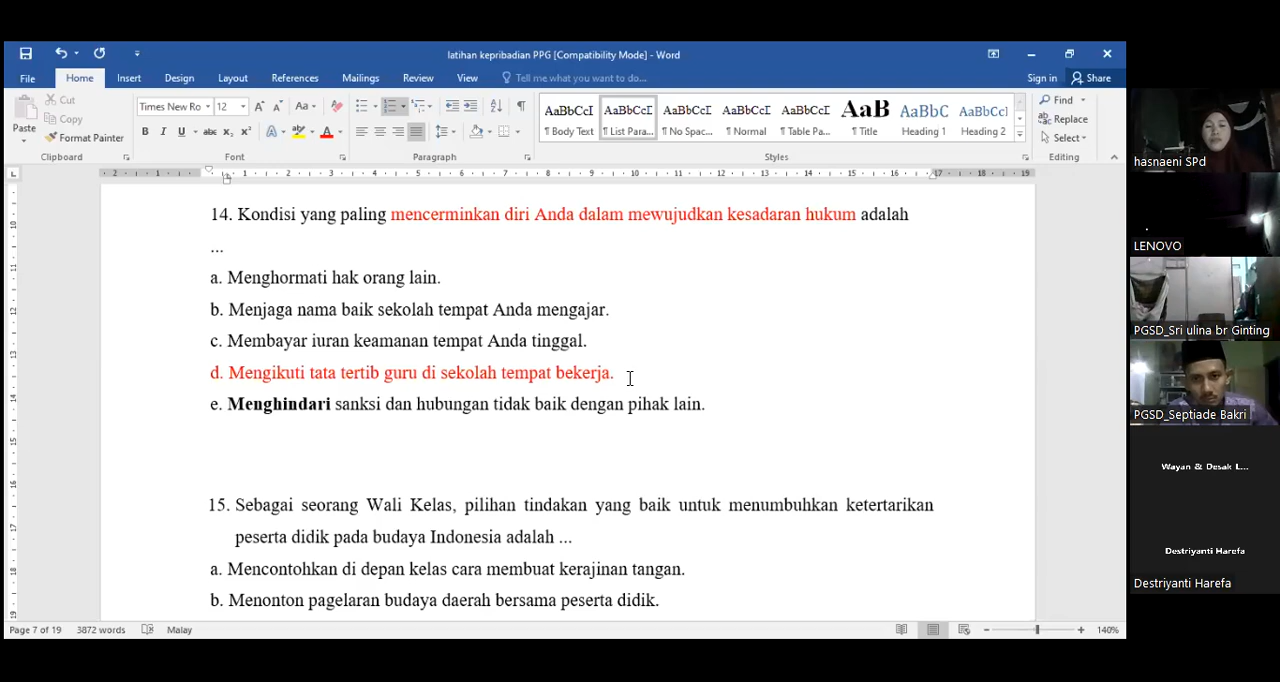 latihan kepribadian PPG [Compatibility Mode] - Word
File Home Insert Design Layout References Mailings Review View Tell me what you want to do... Sign in Share
Cut
Copy
Format Painter
Paste
Clipboard
Times New Ro 12
Font
Paragraph
AaBbCcI AaBbCcI AaBbCcI AaBbCcI AaBbCcI AaB AaBbC AaBbCcI
¶ Body Text ¶ List Para... ¶ No Spac... ¶ Normal ¶ Table Pa... ¶ Title Heading 1 Heading 2
Styles
Find
Replace
Select
Editing
14. Kondisi yang paling mencerminkan diri Anda dalam mewujudkan kesadaran hukum adalah
...
a. Menghormati hak orang lain.
b. Menjaga nama baik sekolah tempat Anda mengajar.
c. Membayar iuran keamanan tempat Anda tinggal.
d. Mengikuti tata tertib guru di sekolah tempat bekerja.
e. Menghindari sanksi dan hubungan tidak baik dengan pihak lain.
15. Sebagai seorang Wali Kelas, pilihan tindakan yang baik untuk menumbuhkan ketertarikan
peserta didik pada budaya Indonesia adalah ...
a. Mencontohkan di depan kelas cara membuat kerajinan tangan.
b. Menonton pagelaran budaya daerah bersama peserta didik.
Page 7 of 19 3872 words Malay 140%
hasnaeni SPd
LENOVO
PGSD_Sri ulina br Ginting
PGSD_Septiade Bakri
Wayan & Desak L...
Destriyanti Harefa
Destriyanti Harefa